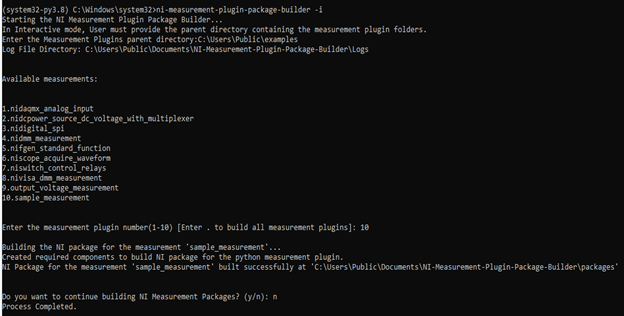 (system32-py3.8) C:\Windows\system32>ni-measurement-plugin-package-builder -i
Starting the NI Measurement Plugin Package Builder...
In Interactive mode, User must provide the parent directory containing the measurement plugin folders.
Enter the Measurement Plugins parent directory:C:\Users\Public\examples
Log File Directory: C:\Users\Public\Documents\NI-Measurement-Plugin-Package-Builder\Logs
Available measurements:
1.nidaqmx_analog_input
2.nidcpower_source_dc_voltage_with_multiplexer
3.nidigital_spi
4.nidmm_measurement
5.nifgen_standard_function
6.niscope_acquire_waveform
7.niswitch_control_relays
8.nivisa_dmm_measurement
9.output_voltage_measurement
10.sample_measurement
Enter the measurement plugin number(1-10) [Enter . to build all measurement plugins]: 10
Building the NI package for the measurement 'sample_measurement'...
Created required components to build NI package for the python measurement plugin.
NI Package for the measurement 'sample_measurement' built successfully at 'C:\Users\Public\Documents\NI-Measurement-Plugin-Package-Builder\packages'
Do you want to continue building NI Measurement Packages? (y/n): n
Process Completed.